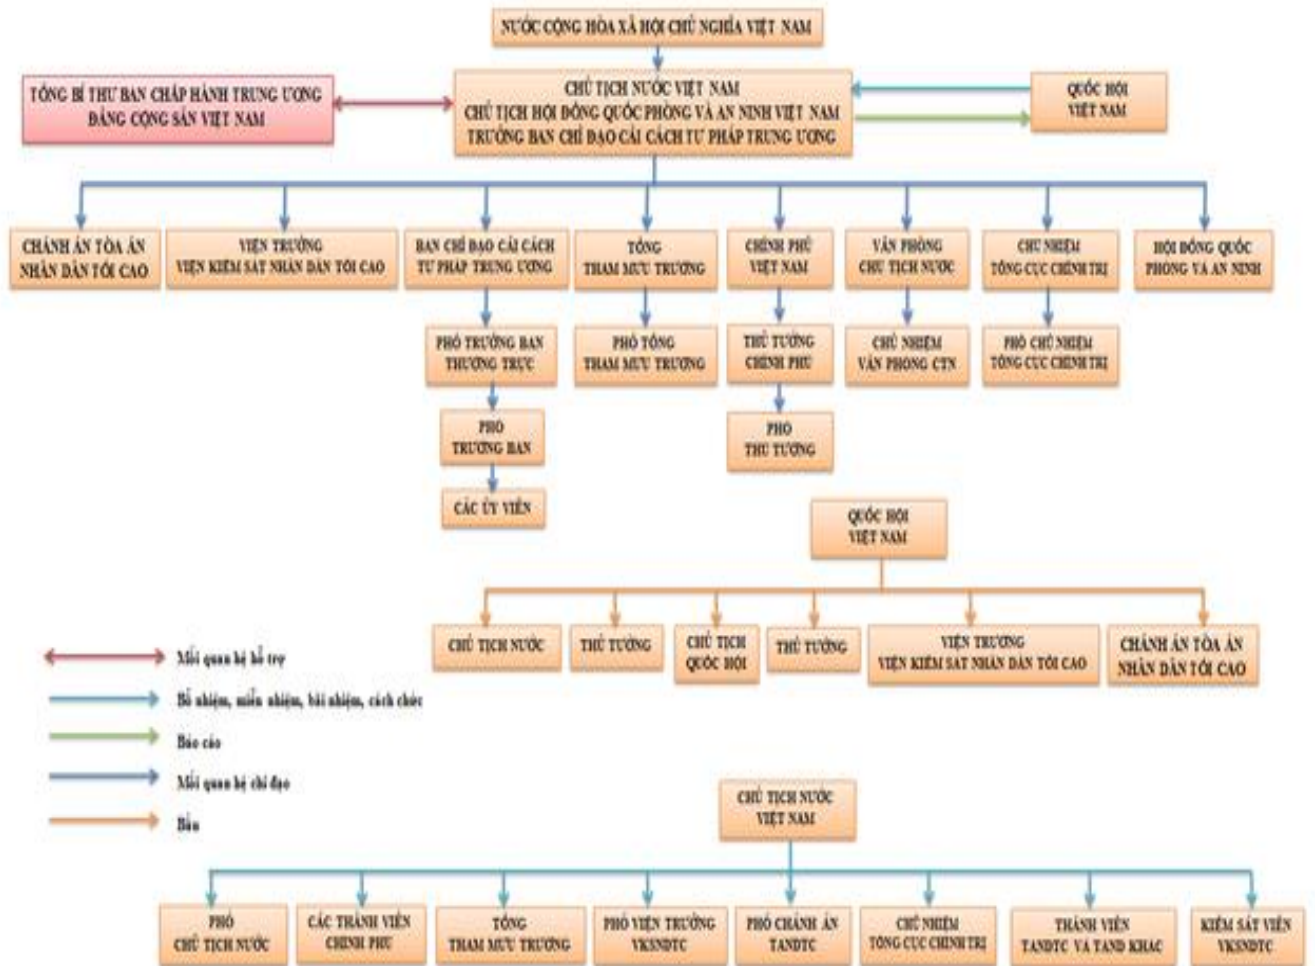 NƯỚC CỘNG HÒA XÃ HỘI CHỦ NGHĨA VIỆT NAM
TỔNG BÍ THƯ BAN CHẤP HÀNH TRUNG ƯƠNG
ĐẢNG CỘNG SẢN VIỆT NAM
CHỦ TỊCH NƯỚC VIỆT NAM
CHỦ TỊCH HỘI ĐỒNG QUỐC PHÒNG VÀ AN NINH VIỆT NAM
TRƯỞNG BAN CHỈ ĐẠO CẢI CÁCH TƯ PHÁP TRUNG ƯƠNG
QUỐC HỘI
VIỆT NAM
CHÁNH ÁN TÒA ÁN
NHÂN DÂN TỐI CAO
VIỆN TRƯỞNG
VIỆN KIỂM SÁT NHÂN DÂN TỐI CAO
BAN CHỈ ĐẠO CẢI CÁCH
TƯ PHÁP TRUNG ƯƠNG
TỔNG
THAM MƯU TRƯỞNG
CHÍNH PHỦ
VIỆT NAM
VĂN PHÒNG
CHỦ TỊCH NƯỚC
CHỦ NHIỆM
TỔNG CỤC CHÍNH TRỊ
HỘI ĐỒNG QUỐC
PHÒNG VÀ AN NINH
PHÓ TRƯỞNG BAN
THƯỜNG TRỰC
PHÓ TỔNG
THAM MƯU TRƯỞNG
THỦ TƯỚNG
CHÍNH PHỦ
CHỦ NHIỆM
VĂN PHÒNG CTN
PHÓ CHỦ NHIỆM
TỔNG CỤC CHÍNH TRỊ
PHÓ
TRƯỞNG BAN
PHÓ
THỦ TƯỚNG
CÁC ỦY VIÊN
QUỐC HỘI
VIỆT NAM
CHỦ TỊCH NƯỚC
THỦ TƯỚNG
CHỦ TỊCH
QUỐC HỘI
THỦ TƯỚNG
VIỆN TRƯỞNG
VIỆN KIỂM SÁT NHÂN DÂN TỐI CAO
CHÁNH ÁN TÒA ÁN
NHÂN DÂN TỐI CAO
Mối quan hệ hỗ trợ
Bổ nhiệm, miễn nhiệm, bãi nhiệm, cách chức
Báo cáo
Mối quan hệ chỉ đạo
Bầu
CHỦ TỊCH NƯỚC
VIỆT NAM
PHÓ
CHỦ TỊCH NƯỚC
CÁC THÀNH VIÊN
CHÍNH PHỦ
TỔNG
THAM MƯU TRƯỞNG
PHÓ VIỆN TRƯỞNG
VKSNDTC
PHÓ CHÁNH ÁN
TANDTC
CHỦ NHIỆM
TỔNG CỤC CHÍNH TRỊ
THÀNH VIÊN
TANDTC VÀ TAND KHÁC
KIỂM SÁT VIÊN
VKSNDTC